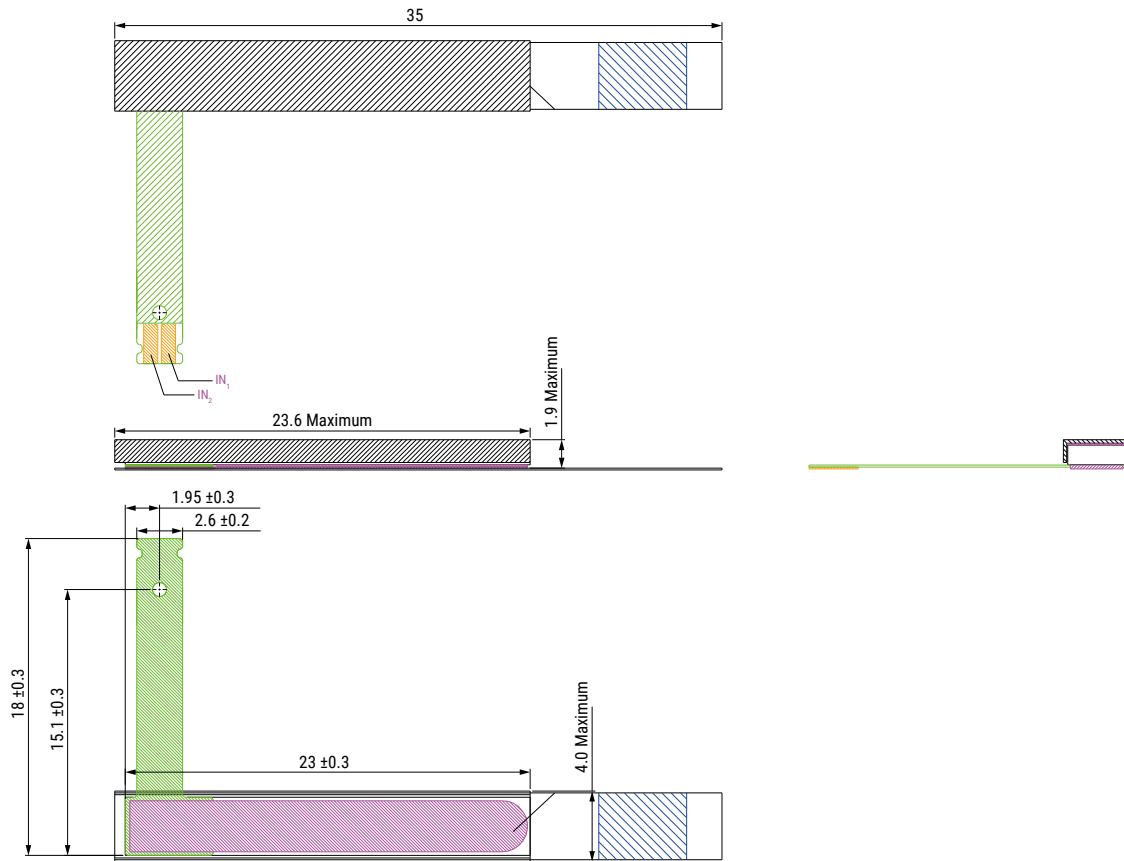 35
IN1
IN2
1.9 Maximum
23.6 Maximum
1.95 ±0.3
2.6 ±0.2
18 ±0.3
15.1 ±0.3
4.0 Maximum
23 ±0.3